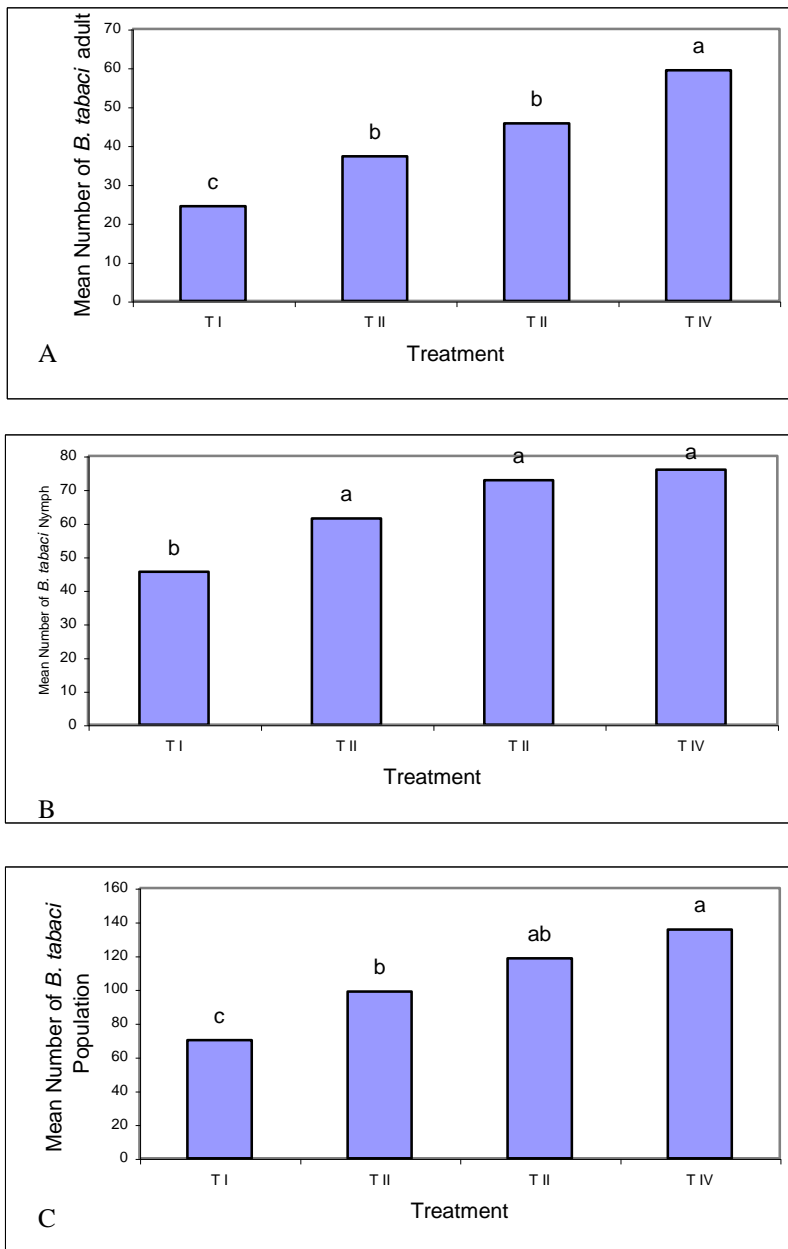 Mean Number of B. tabaci adult
70
60
50
40
30
20
10
0
c
b
b
a
T I
T II
T II
T IV
Treatment
A
Mean Number of B. tabaci Nymph
80
70
60
50
40
30
20
10
0
b
a
a
a
T I
T II
T II
T IV
Treatment
B
Mean Number of B. tabaci
Population
160
140
120
100
80
60
40
20
0
c
b
ab
a
T I
T II
T II
T IV
Treatment
C